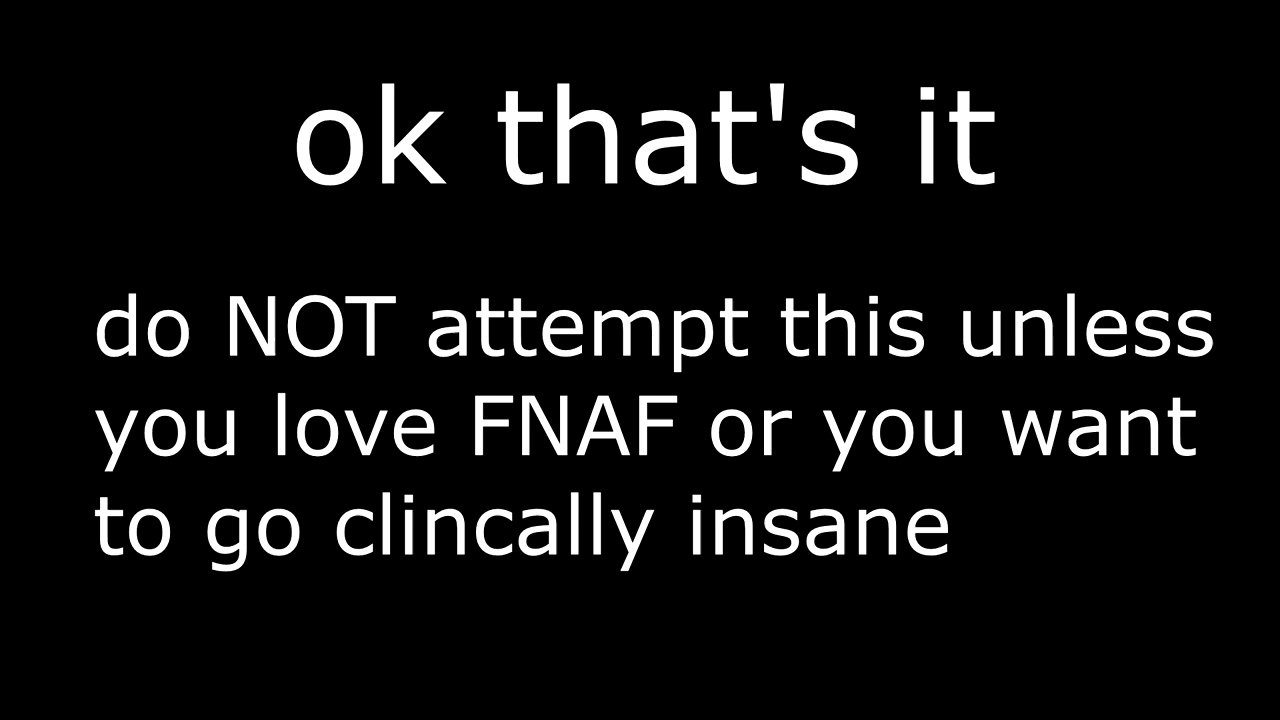 ok that's it
do NOT attempt this unless
you love FNAF or you want
to go clincally insane